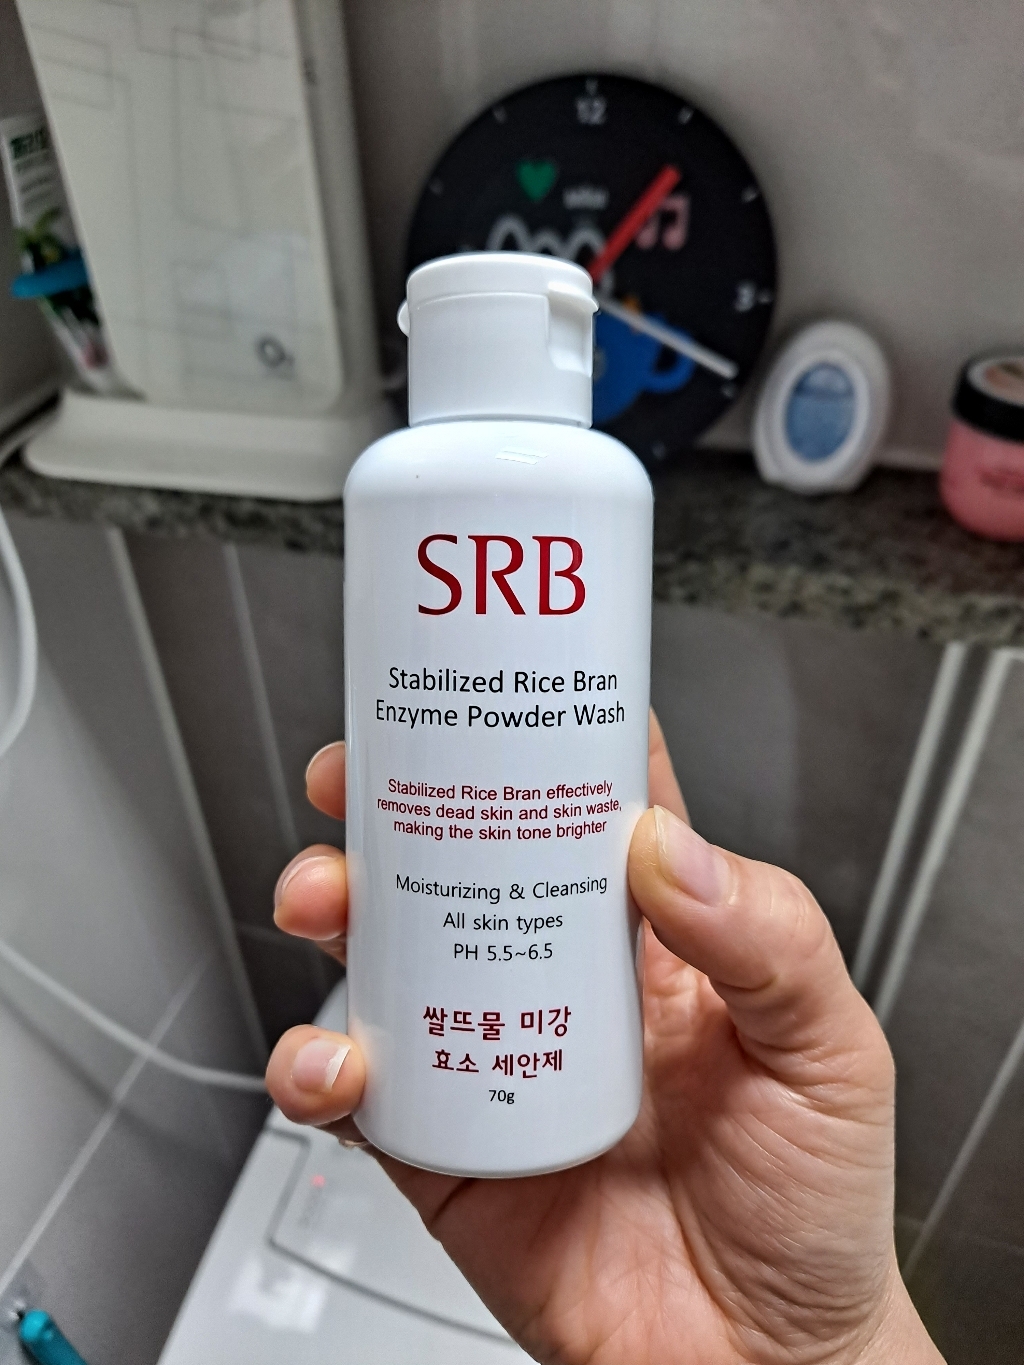 12
3
SRB
Stabilized Rice Bran
Enzyme Powder Wash
Stabilized Rice Bran effectively
removes dead skin and skin waste,
making the skin tone brighter
Moisturizing & Cleansing
All skin types
PH 5.5~6.5
쌀뜨물 미강
효소 세안제
70g